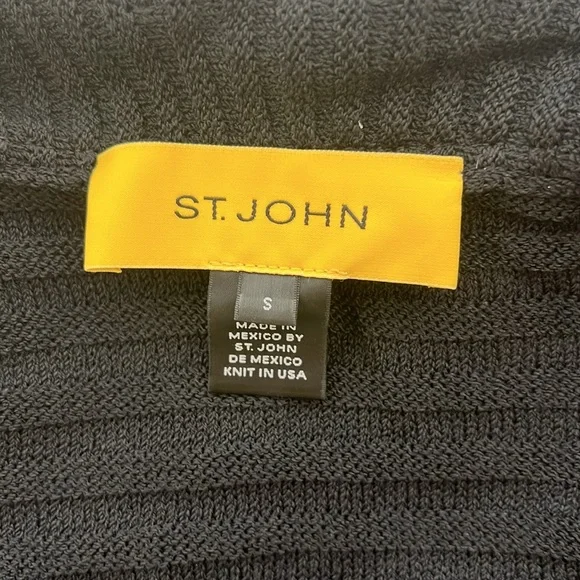 ST. JOHN
S
MADE IN
MEXICO BY
ST. JOHN
DE MEXICO
KNIT IN USA